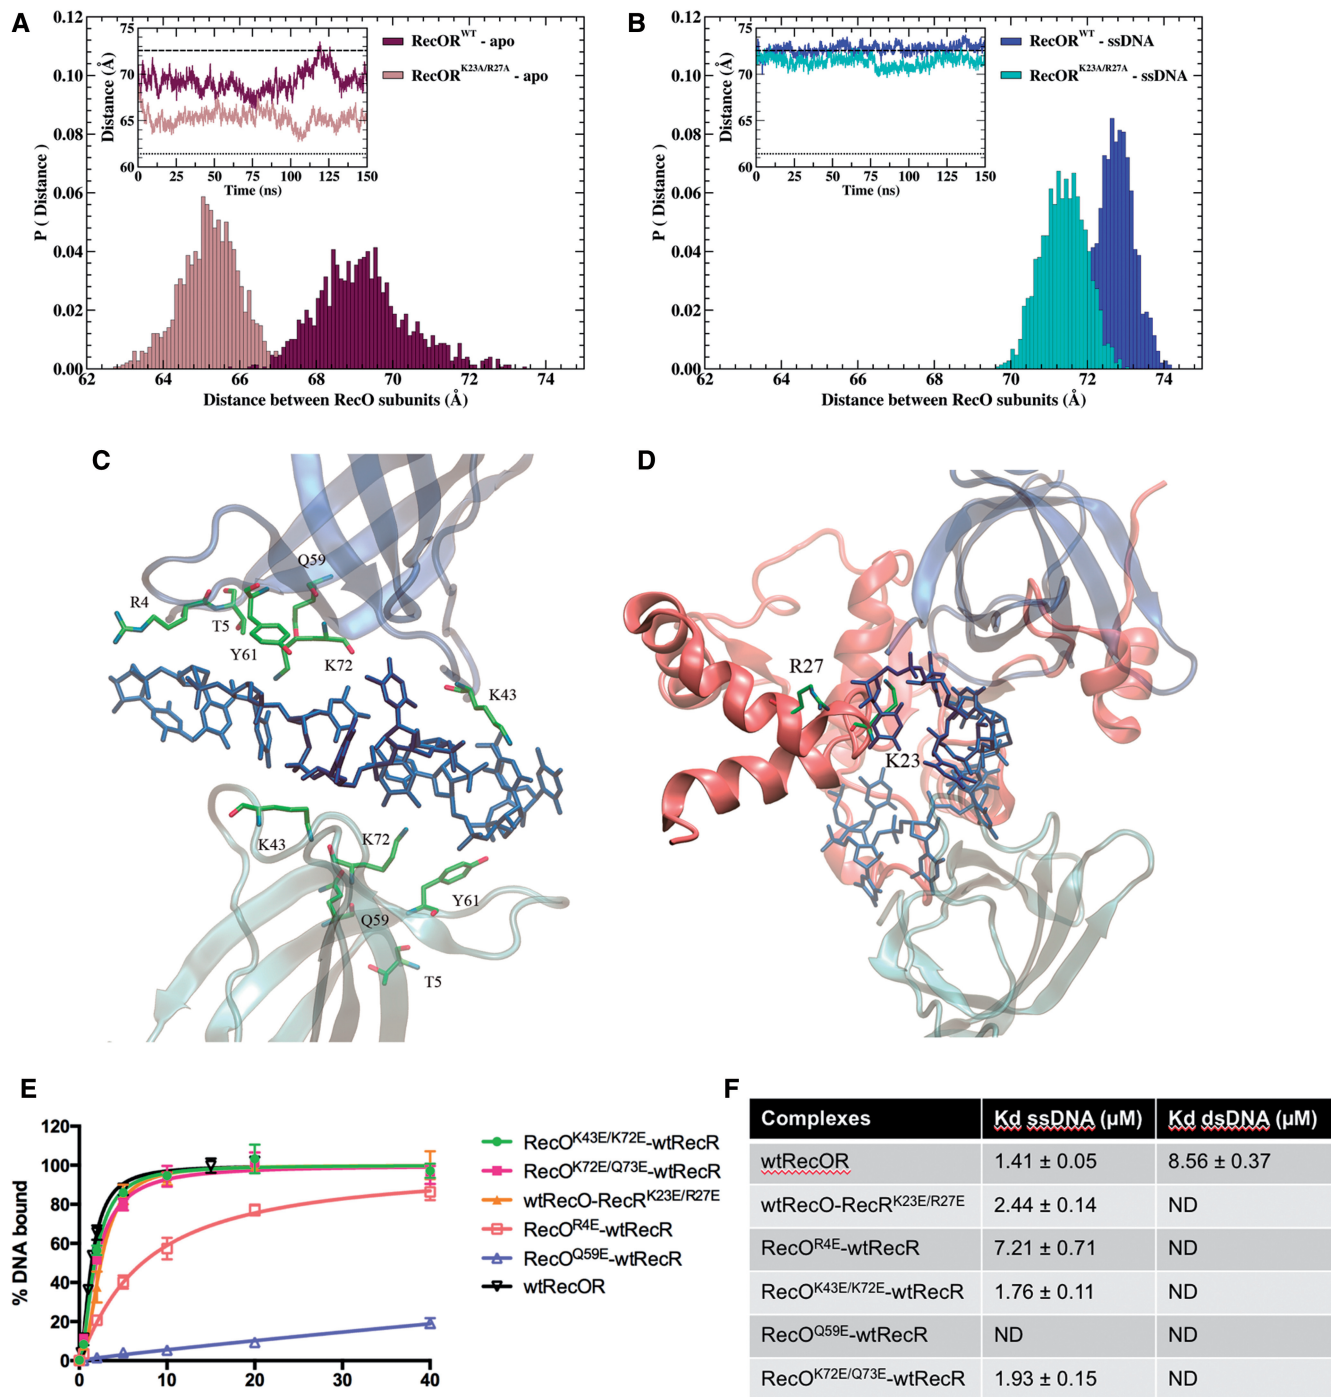 A
0.12
0.10
0.08
0.06
0.04
0.02
0.00
P ( Distance )
62 64 66 68 70 72 74
Distance between RecO subunits (Å)
75
70
65
60
Distance (Å)
0 25 50 75 100 125 150
Time (ns)
RecOR^WT - apo
RecOR^K23A/R27A - apo
B
0.12
0.10
0.08
0.06
0.04
0.02
0.00
P ( Distance )
62 64 66 68 70 72 74
Distance between RecO subunits (Å)
75
70
65
60
Distance (Å)
0 25 50 75 100 125 150
Time (ns)
RecOR^WT - ssDNA
RecOR^K23A/R27A - ssDNA
C
Q59
R4
T5
Y61
K72
K43
K43
K72
Y61
Q59
T5
D
R27
K23
E
120
100
80
60
40
20
0
% DNA bound
0 10 20 30 40
RecO^K43E/K72E-wtRecR
RecO^K72E/Q73E-wtRecR
wtRecO-RecR^K23E/R27E
RecO^R4E-wtRecR
RecO^Q59E-wtRecR
wtRecOR
F
Complexes Kd ssDNA (μM) Kd dsDNA (μM)
wtRecOR 1.41 ± 0.05 8.56 ± 0.37
wtRecO-RecR^K23E/R27E 2.44 ± 0.14 ND
RecO^R4E-wtRecR 7.21 ± 0.71 ND
RecO^K43E/K72E-wtRecR 1.76 ± 0.11 ND
RecO^Q59E-wtRecR ND ND
RecO^K72E/Q73E-wtRecR 1.93 ± 0.15 ND